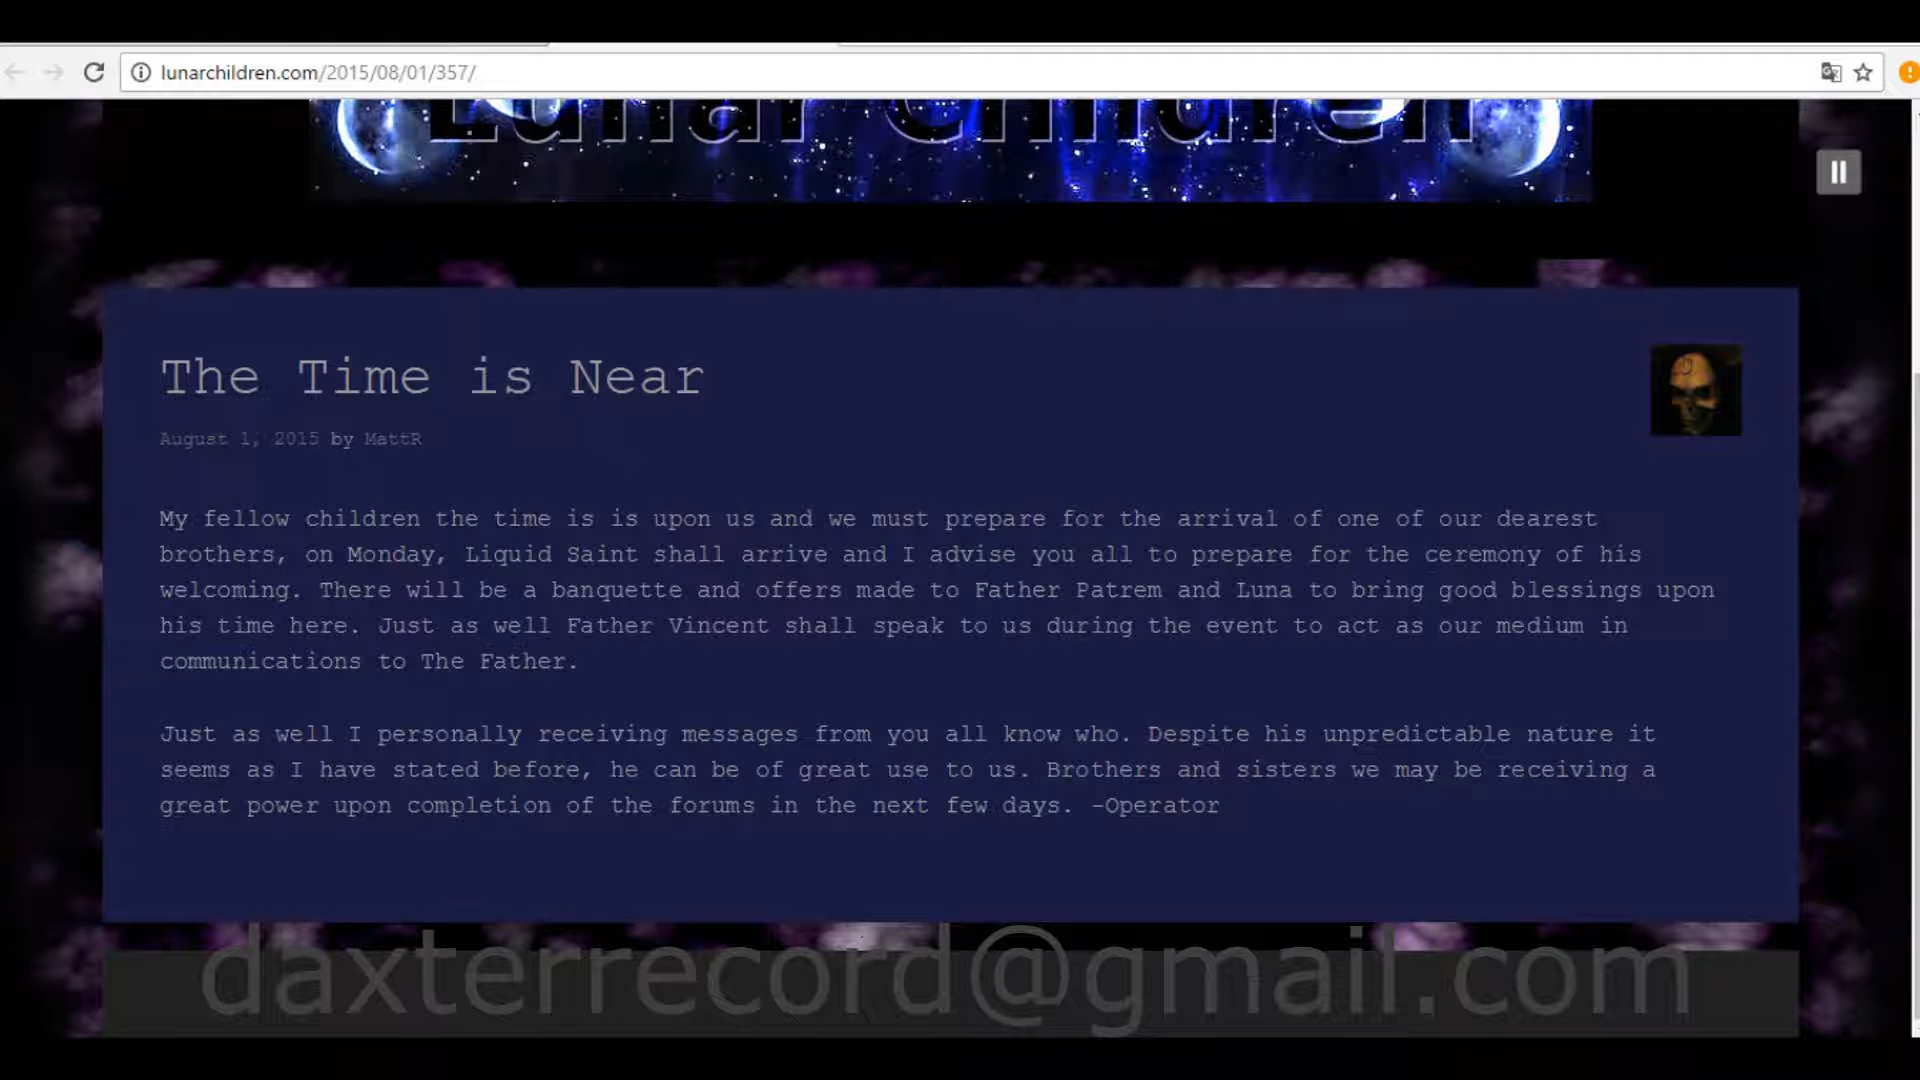 lunarchildren.com/2015/08/01/357/
Lunar Children
The Time is Near
August 1, 2015 by MattR
My fellow children the time is is upon us and we must prepare for the arrival of one of our dearest
brothers, on Monday, Liquid Saint shall arrive and I advise you all to prepare for the ceremony of his
welcoming. There will be a banquette and offers made to Father Patrem and Luna to bring good blessings upon
his time here. Just as well Father Vincent shall speak to us during the event to act as our medium in
communications to The Father.
Just as well I personally receiving messages from you all know who. Despite his unpredictable nature it
seems as I have stated before, he can be of great use to us. Brothers and sisters we may be receiving a
great power upon completion of the forums in the next few days. -Operator
daxterrecord@gmail.com